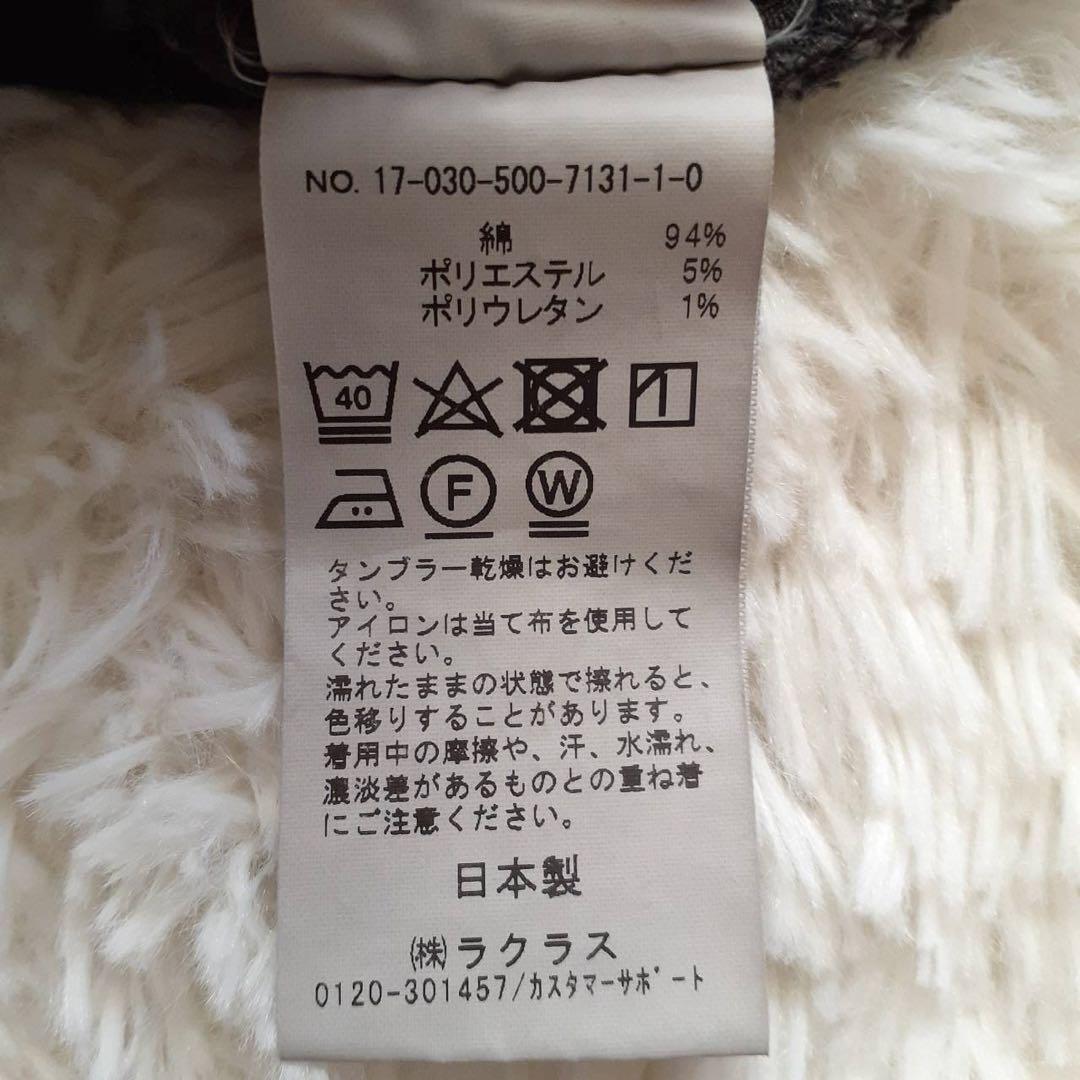 NO. 17-030-500-7131-1-0
綿 94%
ポリエステル 5%
ポリウレタン 1%
40
F W
タンブラー乾燥はお避けくだ
さい。
アイロンは当て布を使用して
ください。
濡れたままの状態で擦れると、
色移りすることがあります。
着用中の摩擦や、汗、水濡れ、
濃淡差があるものとの重ね着
にご注意ください。
日本製
㈱ラクラス
0120-301457/カスタマーサポート